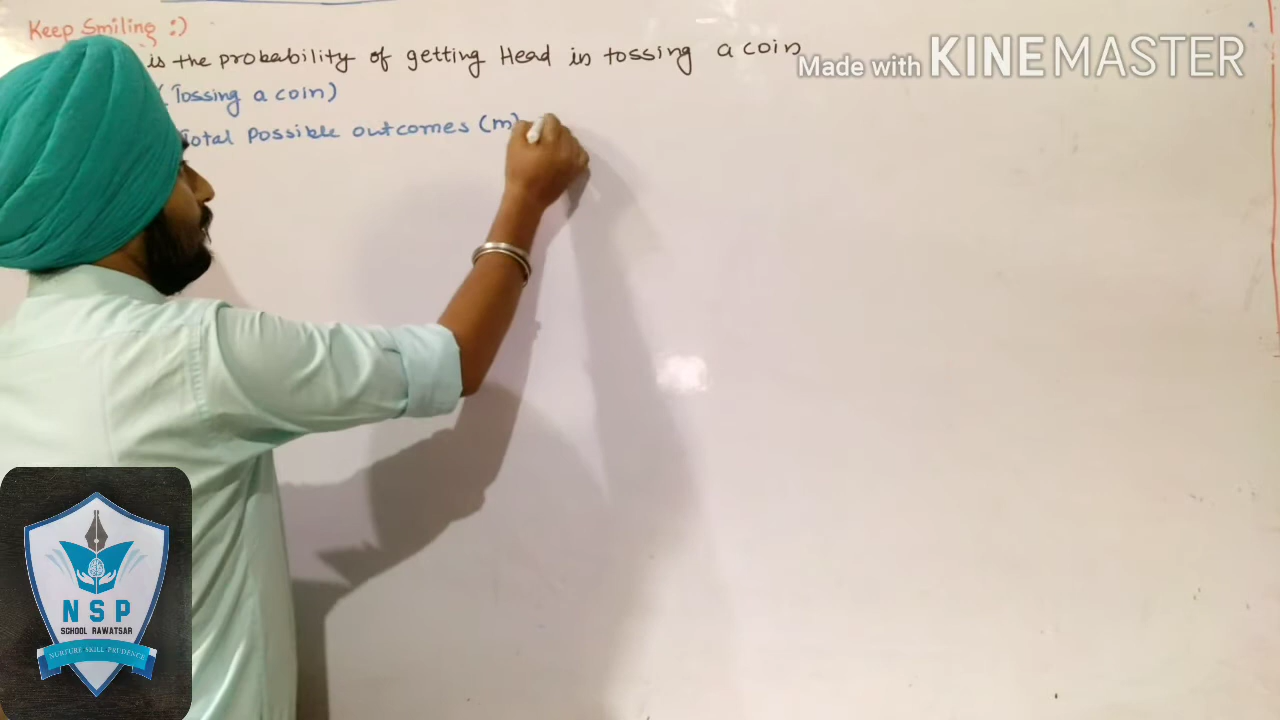 Keep Smiling :)
is the probability of getting Head in tossing a coin
(Tossing a coin)
Total Possible outcomes (m)
Made with KINEMASTER
NSP
SCHOOL RAWATSAR
NURTURE SKILL PRUDENCE